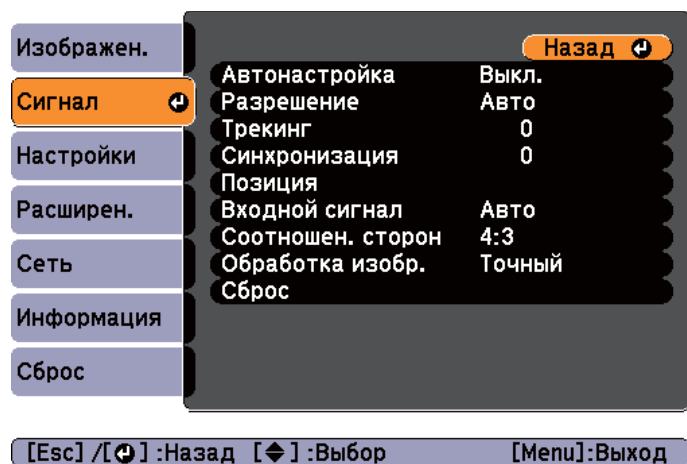 Изображен.
Сигнал
Настройки
Расширен.
Сеть
Информация
Сброс
Назад
Автонастройка Выкл.
Разрешение Авто
Трекинг 0
Синхронизация 0
Позиция
Входной сигнал Авто
Соотношен. сторон 4:3
Обработка изобр. Точный
Сброс
[Esc] /[⏎] :Назад [◆] :Выбор [Menu]:Выход